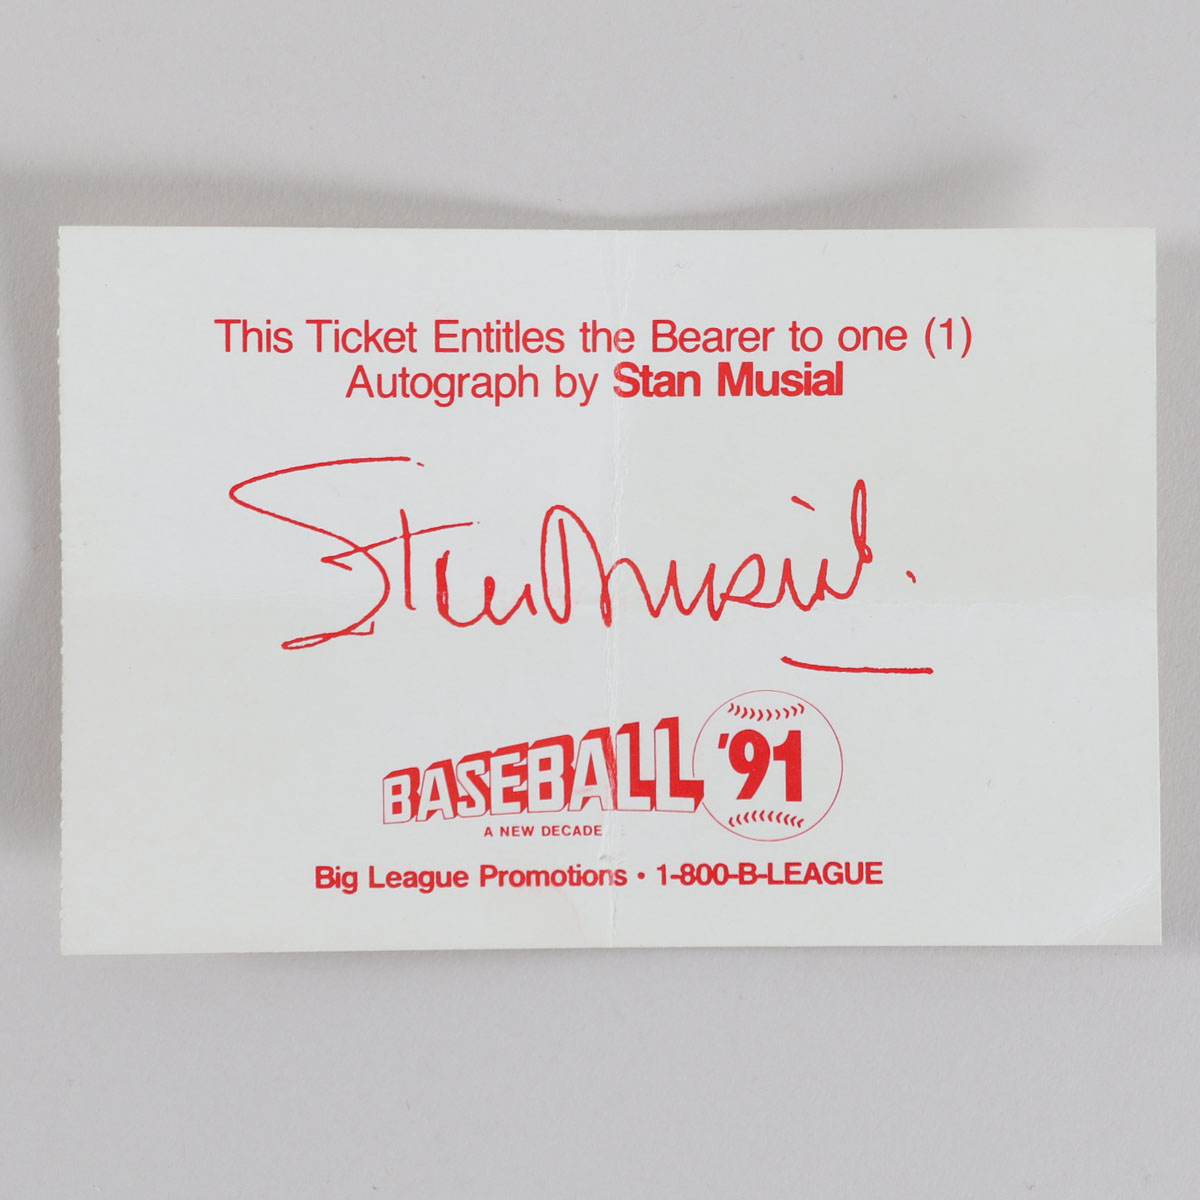 This Ticket Entitles the Bearer to one (1)
Autograph by Stan Musial
Stan Musial
BASEBALL '91
A NEW DECADE
Big League Promotions • 1-800-B-LEAGUE